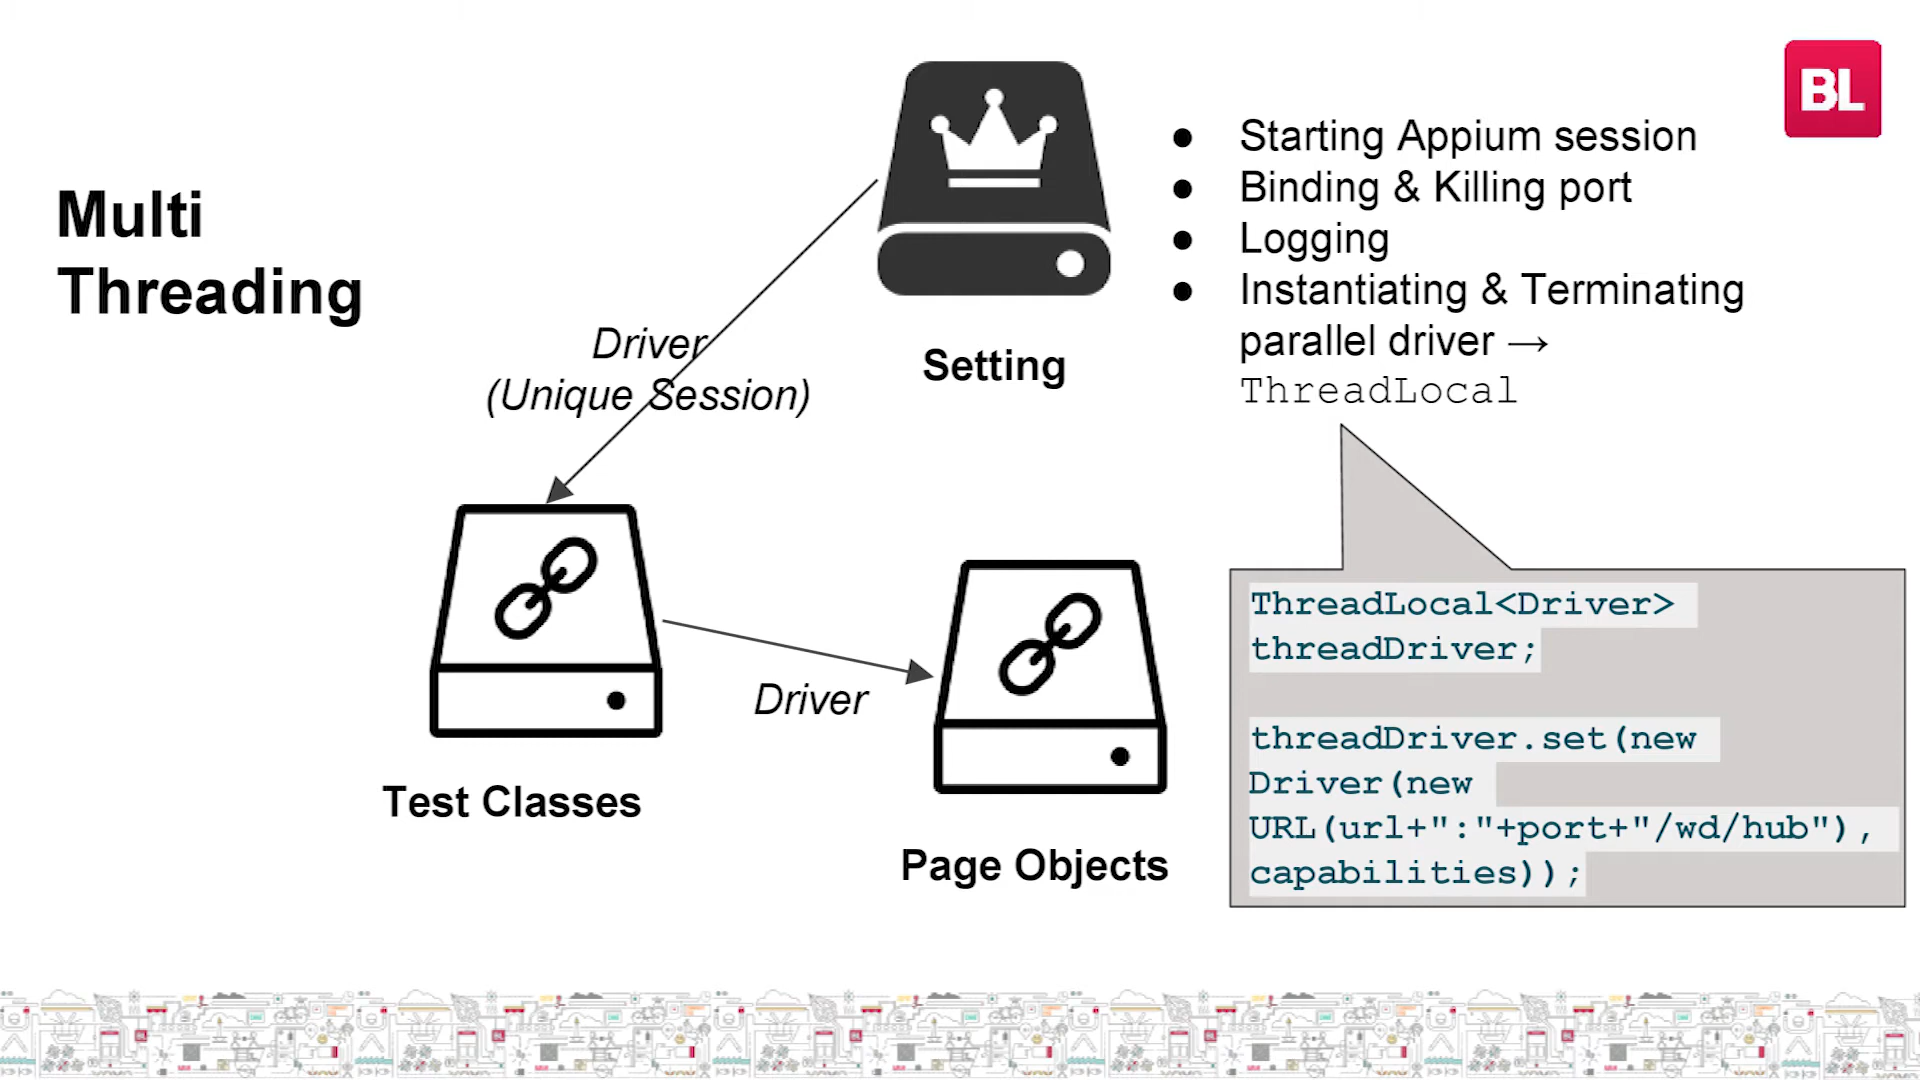 BL
Multi
Threading
● Starting Appium session
● Binding & Killing port
● Logging
● Instantiating & Terminating
parallel driver →
ThreadLocal
Setting
Driver
(Unique Session)
Test Classes
Driver
Page Objects
ThreadLocal<Driver>
threadDriver;
threadDriver.set(new
Driver(new
URL(url+":"+port+"/wd/hub"),
capabilities));